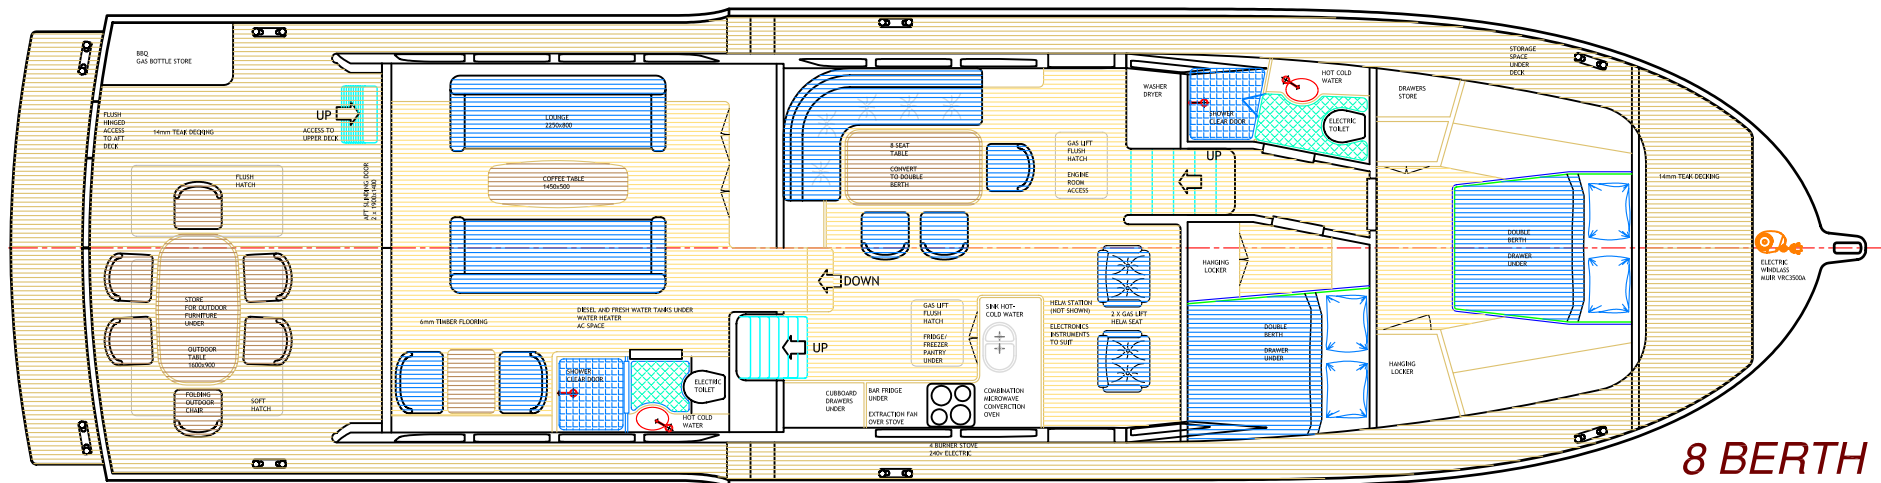 BBQ
GAS BOTTLE STORE
FLUSH
HINGED
ACCESS
TO AFT
DECK
14mm TEAK DECKING
UP
ACCESS TO
UPPER DECK
AFT SLINDING DOOR
2 x 1900x1400
FLUSH
HATCH
STORE
FOR OUTDOOR
FURNITURE
UNDER
OUTDOOR
TABLE
1600x900
FOLDING
OUTDOOR
CHAIR
SOFT
HATCH
LOUNGE
2250x800
COFFEE TABLE
1450x500
6mm TIMBER FLOORING
DIESEL AND FRESH WATER TANKS UNDER
WATER HEATER
AC SPACE
SHOWER
CLEAR DOOR
ELECTRIC
TOILET
HOT COLD
WATER
DOWN
UP
8 SEAT
TABLE
CONVERT
TO DOUBLE
BERTH
GAS LIFT
FLUSH
HATCH
ENGINE
ROOM
ACCESS
GAS LIFT
FLUSH
HATCH
FRIDGE/
FREEZER
PANTRY
UNDER
SINK HOT-
COLD WATER
HELM STATION
(NOT SHOWN)
ELECTRONICS
INSTRUMENTS
TO SUIT
2 X GAS LIFT
HELM SEAT
CUBBOARD
DRAWERS
UNDER
BAR FRIDGE
UNDER
EXTRACTION FAN
OVER STOVE
COMBINATION
MICROWAVE
CONVERCTION
OVEN
4 BURNER STOVE
240v ELECTRIC
WASHER
DRYER
SHOWER
CLEAR DOOR
HOT COLD
WATER
ELECTRIC
TOILET
UP
HANGING
LOCKER
DOUBLE
BERTH
DRAWER
UNDER
DRAWERS
STORE
STORAGE
SPACE
UNDER
DECK
DOUBLE
BERTH
DRAWER
UNDER
HANGING
LOCKER
14mm TEAK DECKING
ELECTRIC
WINDLASS
MUIR VRC3500A
8 BERTH